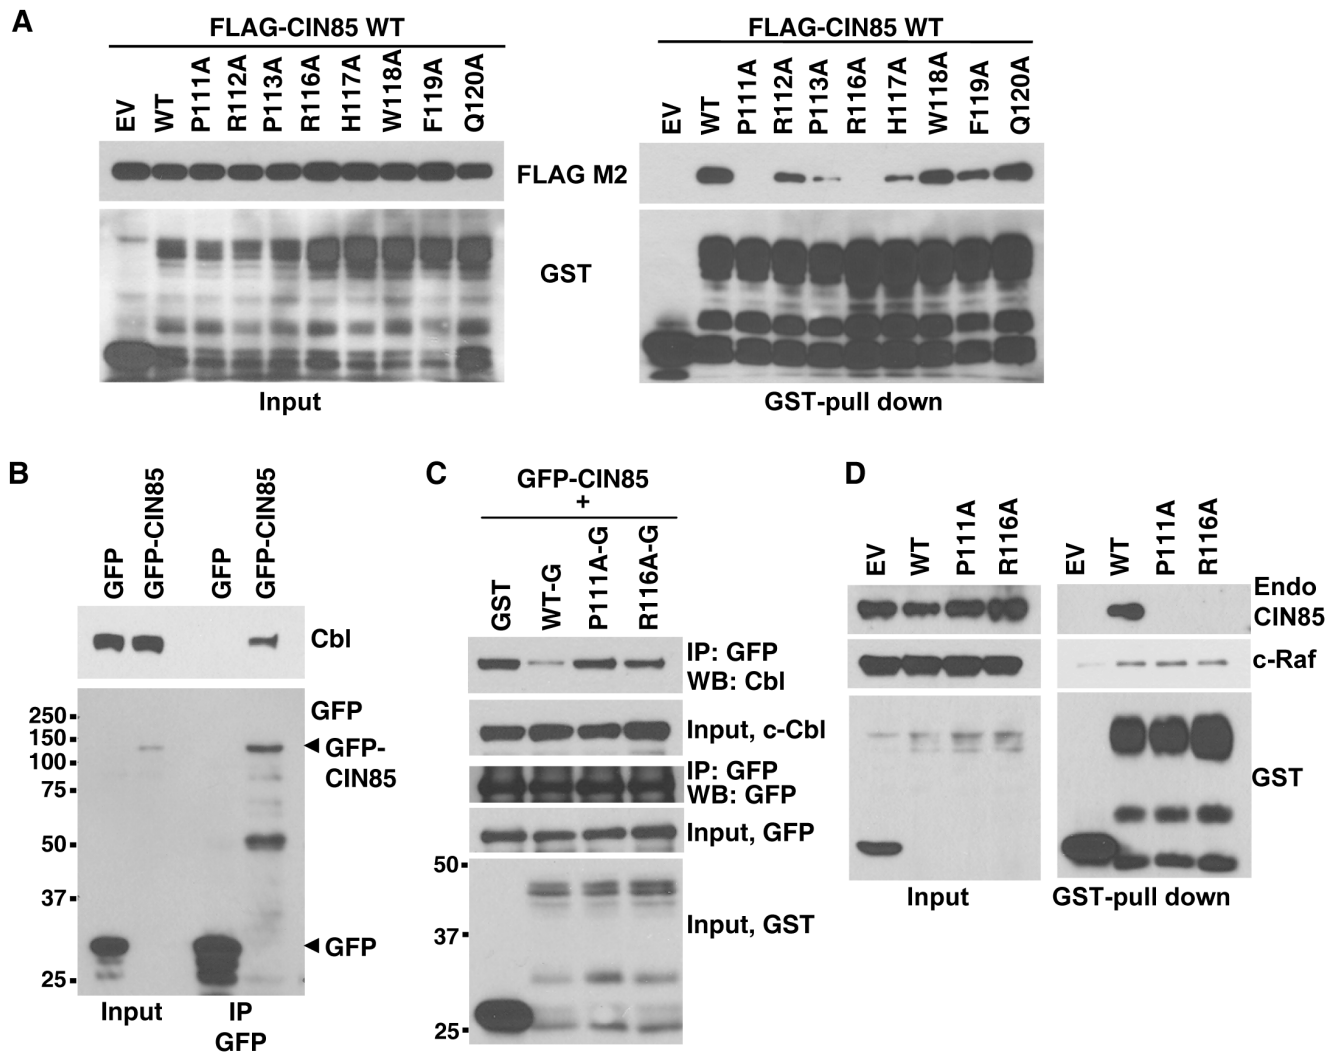 A
FLAG-CIN85 WT
EV WT P111A R112A P113A R116A H117A W118A F119A Q120A
FLAG-CIN85 WT
EV WT P111A R112A P113A R116A H117A W118A F119A Q120A
FLAG M2
GST
Input
GST-pull down
B
GFP GFP-CIN85 GFP GFP-CIN85
Cbl
GFP
250
150
100
75
50
37
25
GFP-
CIN85
GFP
Input
IP
GFP
C
GFP-CIN85
+
GST WT-G P111A-G R116A-G
IP: GFP
WB: Cbl
Input, c-Cbl
IP: GFP
WB: GFP
Input, GFP
50
37
25
Input, GST
D
EV WT P111A R116A
EV WT P111A R116A
Endo
CIN85
c-Raf
GST
Input
GST-pull down